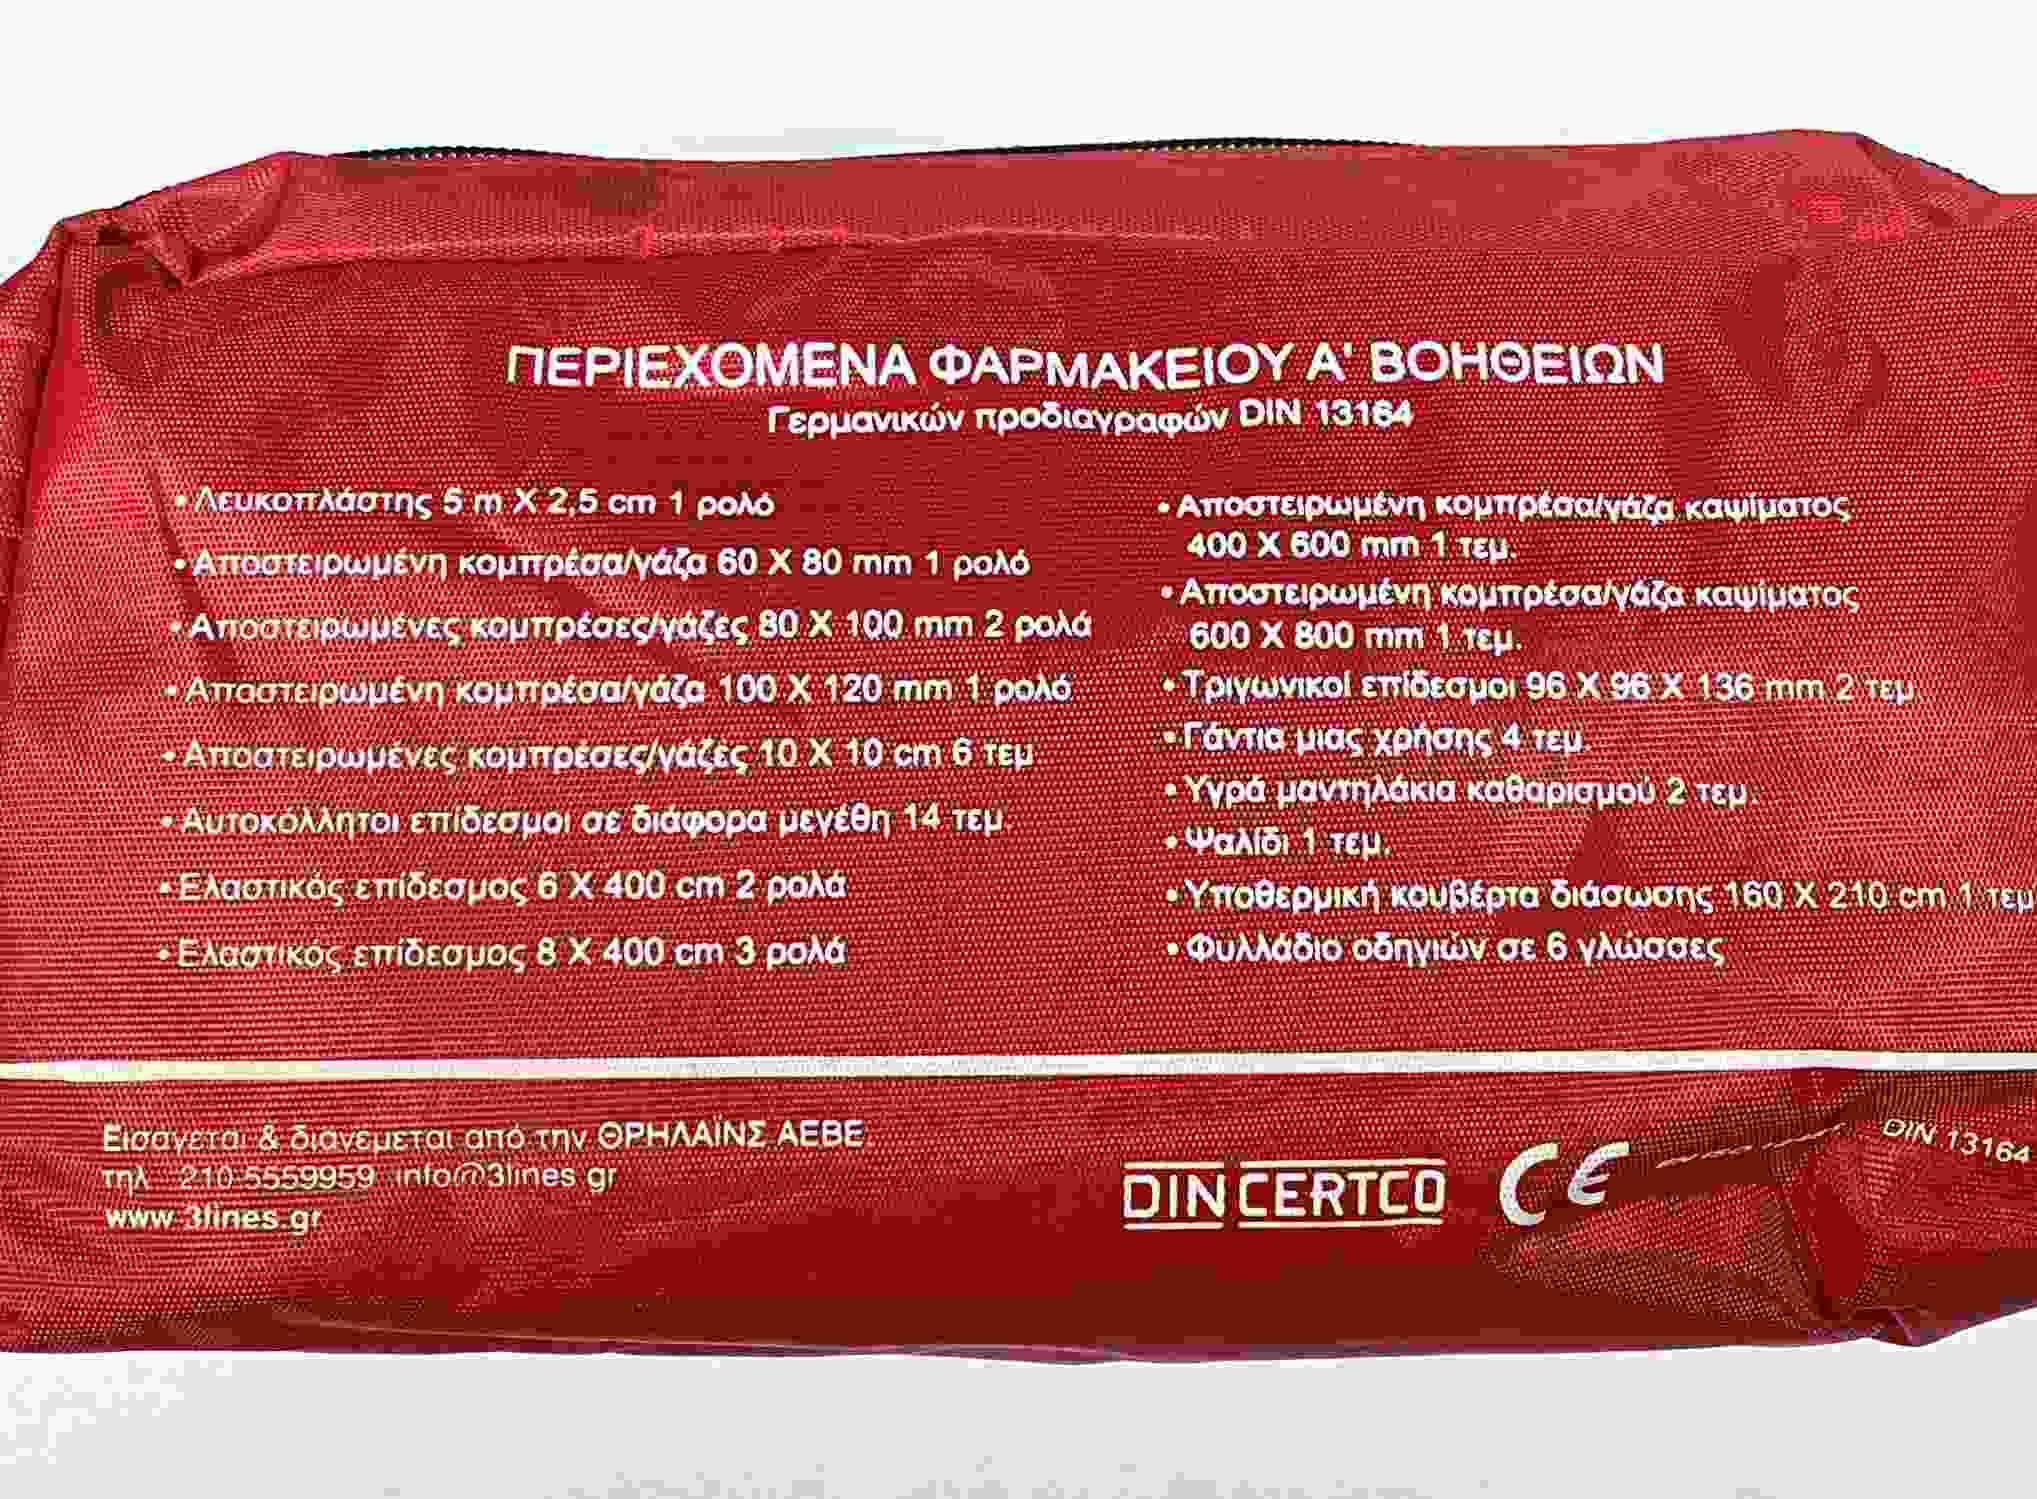 ΠΕΡΙΕΧΟΜΕΝΑ ΦΑΡΜΑΚΕΙΟΥ Α' ΒΟΗΘΕΙΩΝ
Γερμανικών προδιαγραφών DIN 13164
• Λευκοπλάστης 5 m X 2,5 cm 1 ρολό
• Αποστειρωμένη κομπρέσα/γάζα 60 X 80 mm 1 ρολό
• Αποστειρωμένες κομπρέσες/γάζες 80 X 100 mm 2 ρολά
• Αποστειρωμένη κομπρέσα/γάζα 100 X 120 mm 1 ρολό
• Αποστειρωμένες κομπρέσες/γάζες 10 X 10 cm 6 τεμ
• Αυτοκόλλητοι επίδεσμοι σε διάφορα μεγέθη 14 τεμ.
• Ελαστικός επίδεσμος 6 X 400 cm 2 ρολά
• Ελαστικός επίδεσμος 8 X 400 cm 3 ρολά
• Αποστειρωμένη κομπρέσα/γάζα καψίματος
400 X 600 mm 1 τεμ.
• Αποστειρωμένη κομπρέσα/γάζα καψίματος
600 X 800 mm 1 τεμ.
• Τριγωνικοί επίδεσμοι 96 X 96 X 136 mm 2 τεμ.
• Γάντια μιας χρήσης 4 τεμ.
• Υγρά μαντηλάκια καθαρισμού 2 τεμ.
• Ψαλίδι 1 τεμ.
• Υποθερμική κουβέρτα διάσωσης 160 X 210 cm 1 τεμ
• Φυλλάδιο οδηγιών σε 6 γλώσσες
Εισάγεται & διανέμεται από την ΘΡΗΛΑΪΝΣ ΑΕΒΕ.
τηλ 210 5559959 info@3lines gr
www 3lines.gr
DIN CERTCO CE
DIN 13164